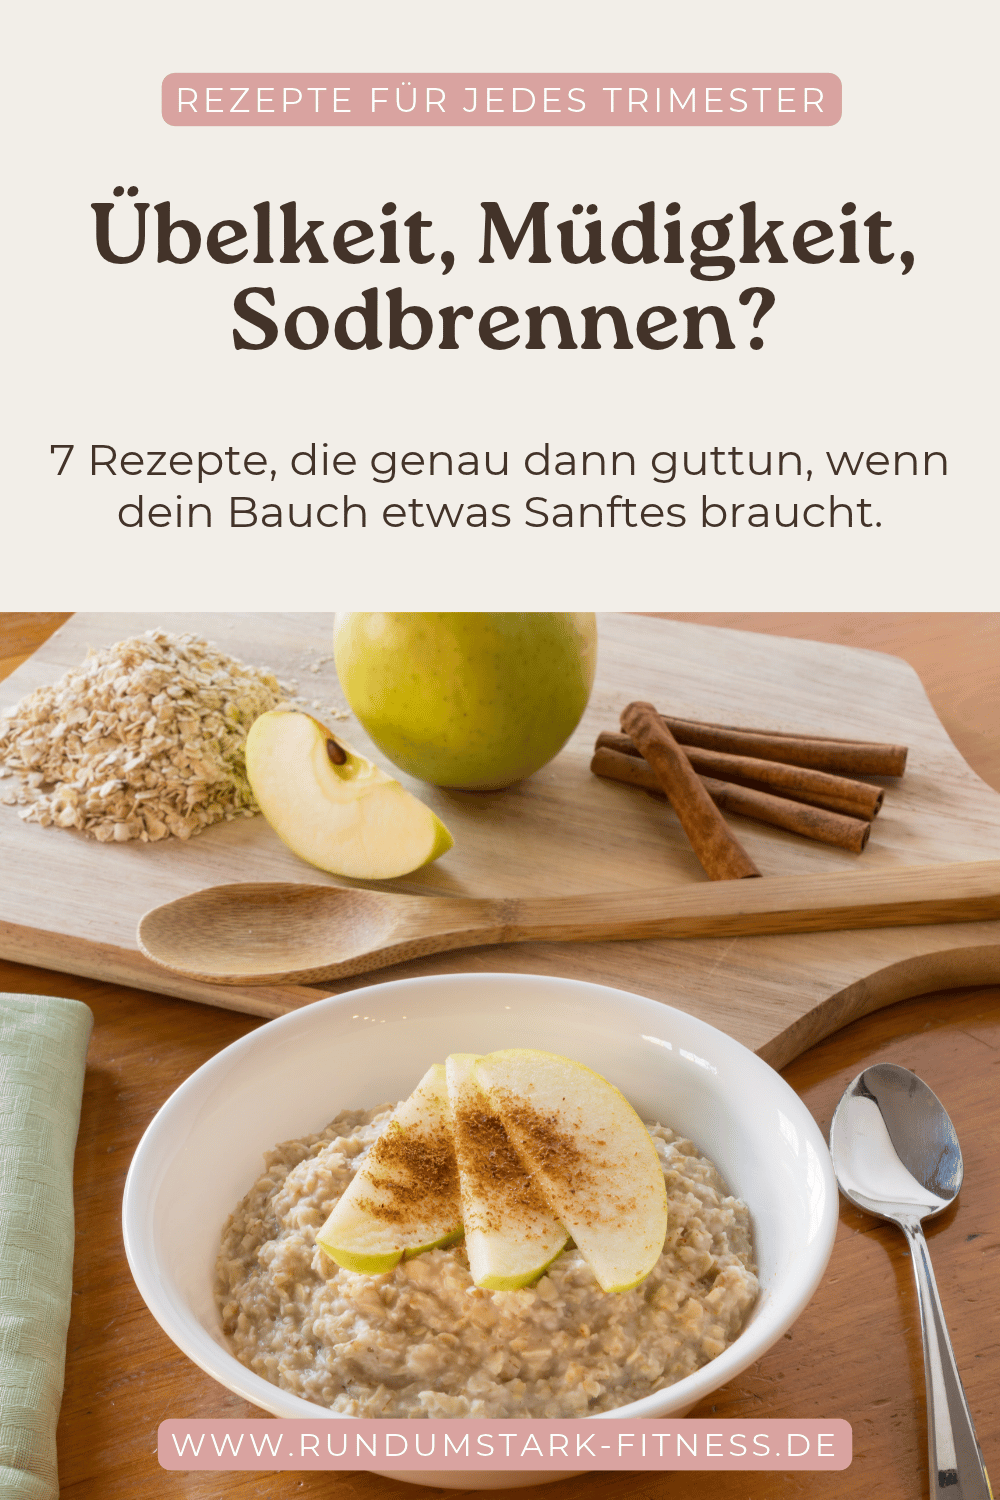 REZEPTE FÜR JEDES TRIMESTER
Übelkeit, Müdigkeit,
Sodbrennen?
7 Rezepte, die genau dann guttun, wenn
dein Bauch etwas Sanftes braucht.
WWW.RUNDUMSTARK-FITNESS.DE